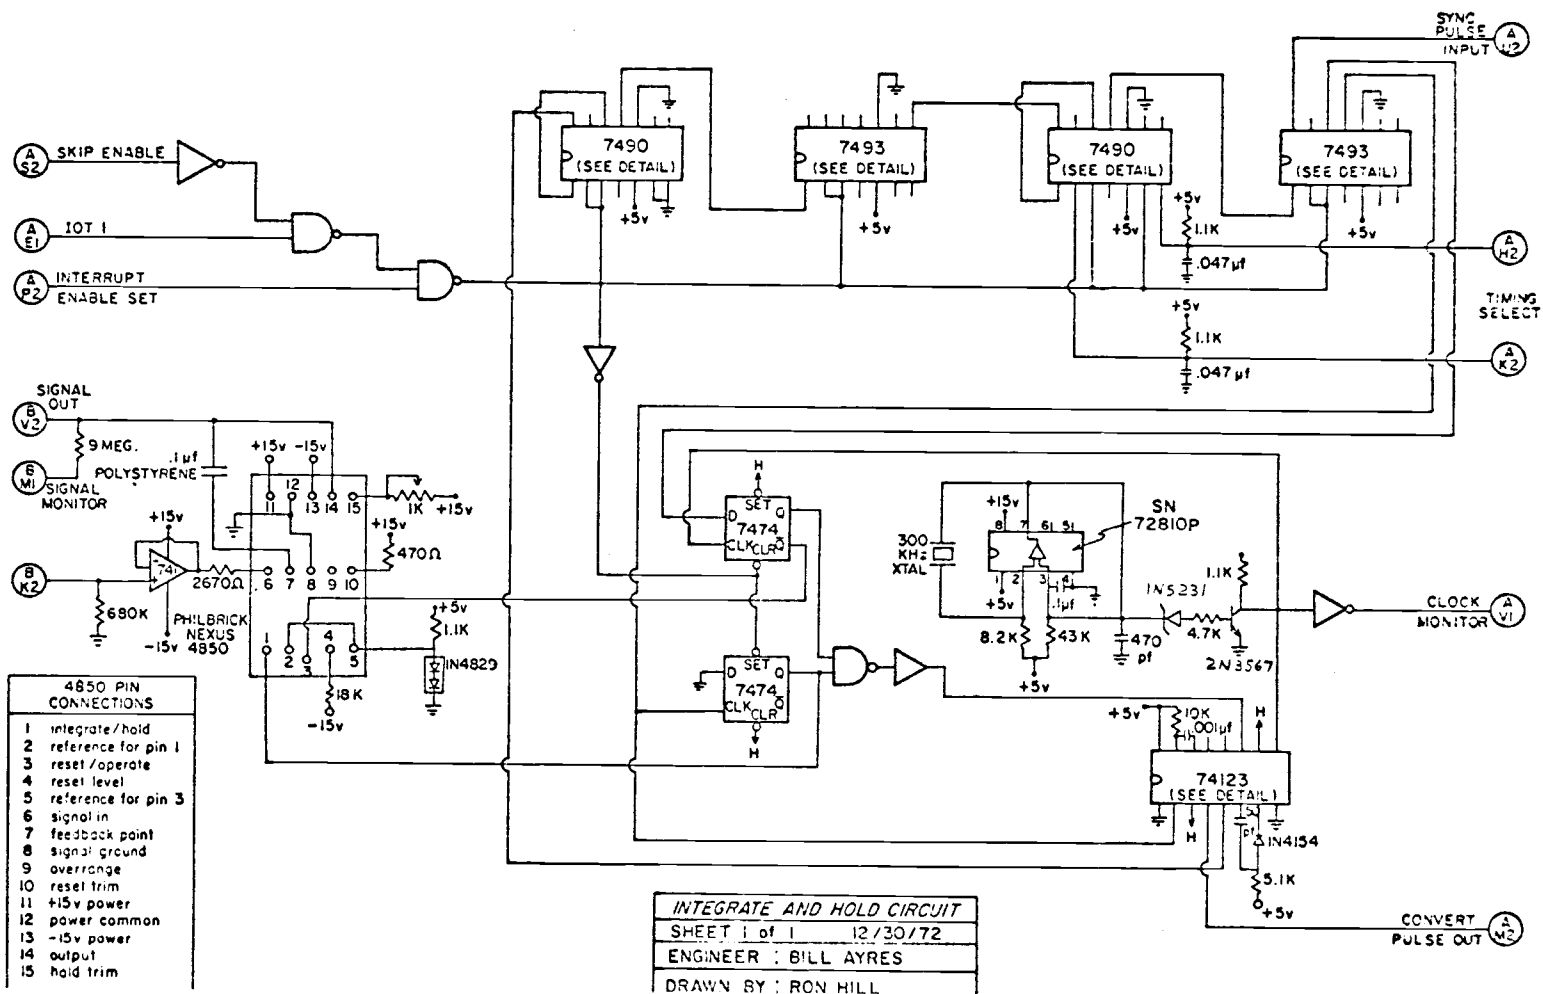 SYNC
PULSE
INPUT
A
U2
A
S2
SKIP ENABLE
A
E1
IOT 1
A
P2
INTERRUPT
ENABLE SET
7490
(SEE DETAIL)
+5v
7493
(SEE DETAIL)
+5v
7490
(SEE DETAIL)
+5v
7493
(SEE DETAIL)
+5v
+5v
1.1K
.047µf
A
H2
TIMING
SELECT
+5v
1.1K
.047µf
A
K2
SIGNAL
OUT
B
V2
9 MEG.
B
M1
SIGNAL
MONITOR
.1µf
POLYSTYRENE
+15v
-15v
11
12
13
14
15
1K
+15v
+15v
470Ω
+15v
741
-15v
2670Ω
B
K2
680K
6
7
8
9
10
PHILBRICK
NEXUS
4850
1
2
3
4
5
18K
-15v
+5v
1.1K
1N4829
H
SET
D
Q
7474
CLK
CLR
Q
SET
D
Q
7474
CLK
CLR
Q
H
300
KHz
XTAL
+15v
8
7
6
5
SN
72810P
1
2
3
4
+5v
.1µf
8.2K
43K
+5v
470
pf
1N5231
4.7K
1.1K
2N3567
CLOCK
MONITOR
A
V1
+5v
10K
.001µf
H
74123
(SEE DETAIL)
H
pf
1N4154
5.1K
+5v
CONVERT
PULSE OUT
A
M2
4850 PIN
CONNECTIONS
1 integrate/hold
2 reference for pin 1
3 reset/operate
4 reset level
5 reference for pin 3
6 signal in
7 feedback point
8 signal ground
9 overrange
10 reset trim
11 +15v power
12 power common
13 -15v power
14 output
15 hold trim
INTEGRATE AND HOLD CIRCUIT
SHEET 1 of 1 12/30/72
ENGINEER : BILL AYRES
DRAWN BY : RON HILL